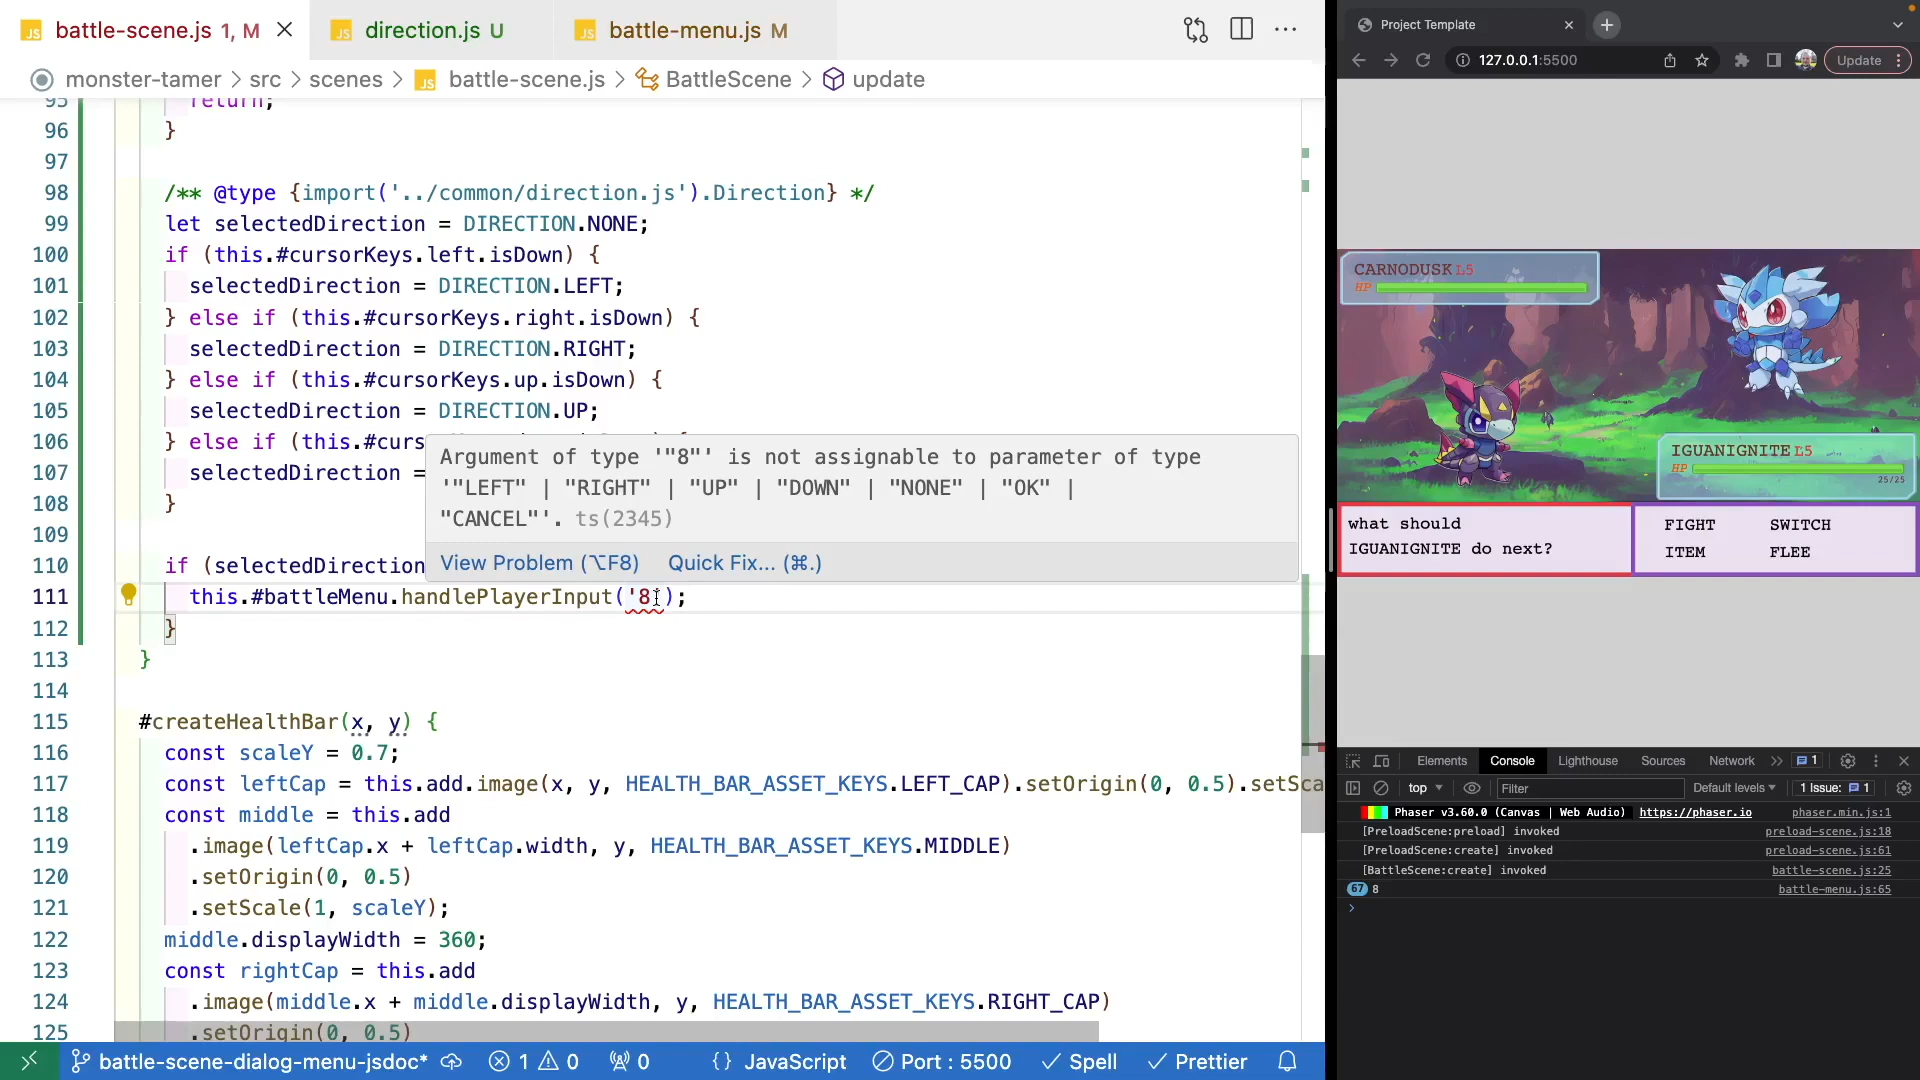 battle-scene.js 1, M
direction.js U
battle-menu.js M
monster-tamer > src > scenes > battle-scene.js > BattleScene > update
95 return;
96 }
97
98 /** @type {import('../common/direction.js').Direction} */
99 let selectedDirection = DIRECTION.NONE;
100 if (this.#cursorKeys.left.isDown) {
101 selectedDirection = DIRECTION.LEFT;
102 } else if (this.#cursorKeys.right.isDown) {
103 selectedDirection = DIRECTION.RIGHT;
104 } else if (this.#cursorKeys.up.isDown) {
105 selectedDirection = DIRECTION.UP;
106 } else if (this.#curs
107 selectedDirection =
108 }
109
110 if (selectedDirection
111 this.#battleMenu.handlePlayerInput('8');
112 }
113 }
114
115 #createHealthBar(x, y) {
116 const scaleY = 0.7;
117 const leftCap = this.add.image(x, y, HEALTH_BAR_ASSET_KEYS.LEFT_CAP).setOrigin(0, 0.5).setSca
118 const middle = this.add
119 .image(leftCap.x + leftCap.width, y, HEALTH_BAR_ASSET_KEYS.MIDDLE)
120 .setOrigin(0, 0.5)
121 .setScale(1, scaleY);
122 middle.displayWidth = 360;
123 const rightCap = this.add
124 .image(middle.x + middle.displayWidth, y, HEALTH_BAR_ASSET_KEYS.RIGHT_CAP)
125 .setOrigin(0, 0.5)
Argument of type '"8"' is not assignable to parameter of type
'"LEFT" | "RIGHT" | "UP" | "DOWN" | "NONE" | "OK" |
"CANCEL"'. ts(2345)
View Problem (⌥F8) Quick Fix... (⌘.)
battle-scene-dialog-menu-jsdoc* 1 0 0 {} JavaScript Port : 5500 Spell Prettier
Project Template
127.0.0.1:5500
Update
CARNODUSK L5
HP
IGUANIGNITE L5
HP
25/25
what should
IGUANIGNITE do next?
FIGHT SWITCH
ITEM FLEE
Elements Console Lighthouse Sources Network 1
top Filter Default levels 1 Issue: 1
Phaser v3.60.0 (Canvas | Web Audio) https://phaser.io phaser.min.js:1
[PreloadScene:preload] invoked preload-scene.js:18
[PreloadScene:create] invoked preload-scene.js:61
[BattleScene:create] invoked battle-scene.js:25
67 8 battle-menu.js:65